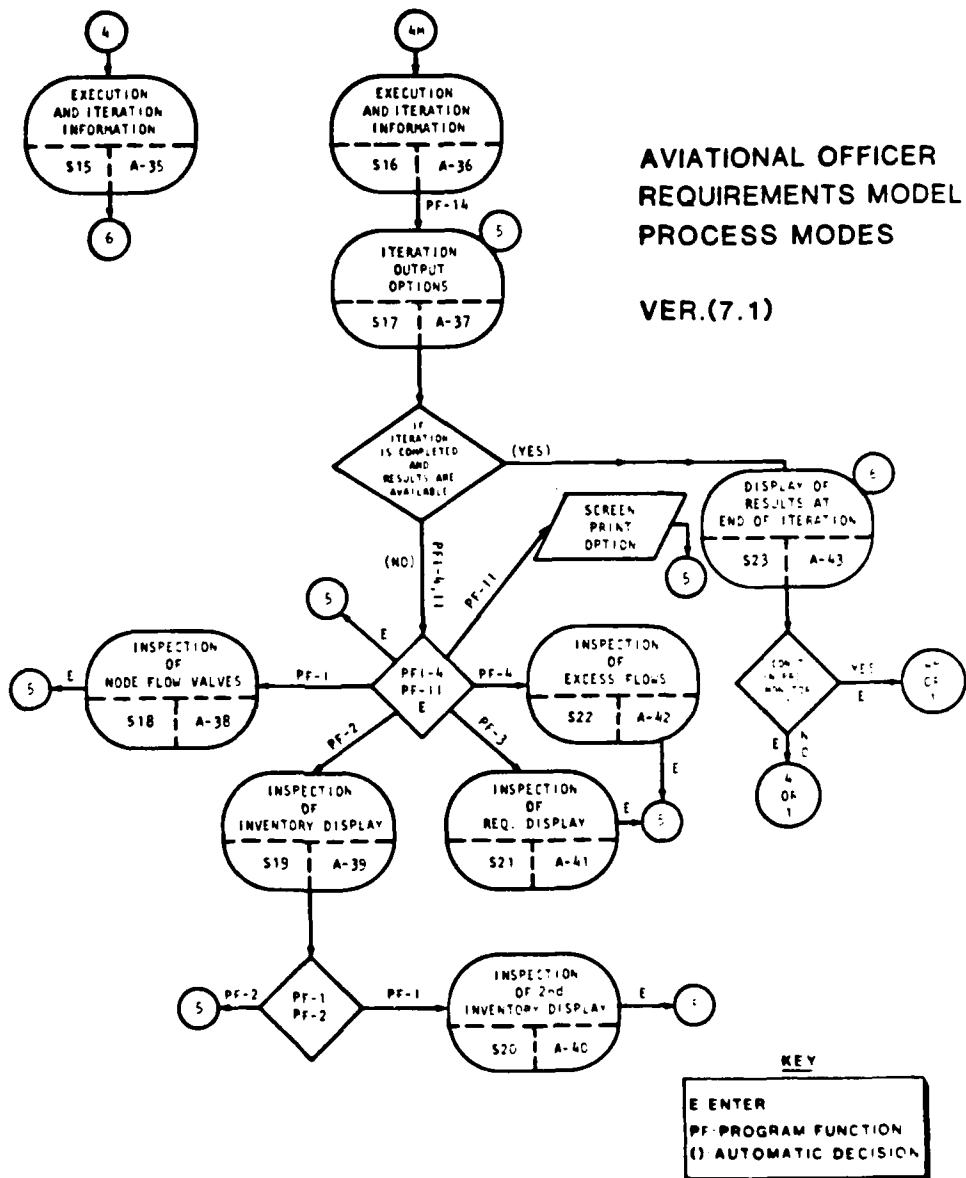 4
EXECUTION
AND ITERATION
INFORMATION
S15
A-35
6
4M
EXECUTION
AND ITERATION
INFORMATION
S16
A-36
PF-14
AVIATIONAL OFFICER
REQUIREMENTS MODEL
PROCESS MODES
VER.(7.1)
5
ITERATION
OUTPUT
OPTIONS
S17
A-37
IF
ITERATION
IS COMPLETED
AND
RESULTS ARE
AVAILABLE
(YES)
(NO)
PF1-4,11
6
DISPLAY OF
RESULTS AT
END OF ITERATION
S23
A-43
SCREEN
PRINT
OPTION
PF-11
5
5
E
PF1-4
PF-11
E
PF-1
INSPECTION
OF
NODE FLOW VALVES
S18
A-38
E
5
PF-4
INSPECTION
OF
EXCESS FLOWS
S22
A-42
E
PF-3
INSPECTION
OF
REQ. DISPLAY
S21
A-41
E
5
PF-2
INSPECTION
OF
INVENTORY DISPLAY
S19
A-39
MONITOR
YES
E
OR
1
E
NO
4
OR
1
PF-1
PF-2
PF-2
5
PF-1
INSPECTION
OF 2nd
INVENTORY DISPLAY
S20
A-40
E
KEY
E ENTER
PF-PROGRAM FUNCTION
() AUTOMATIC DECISION